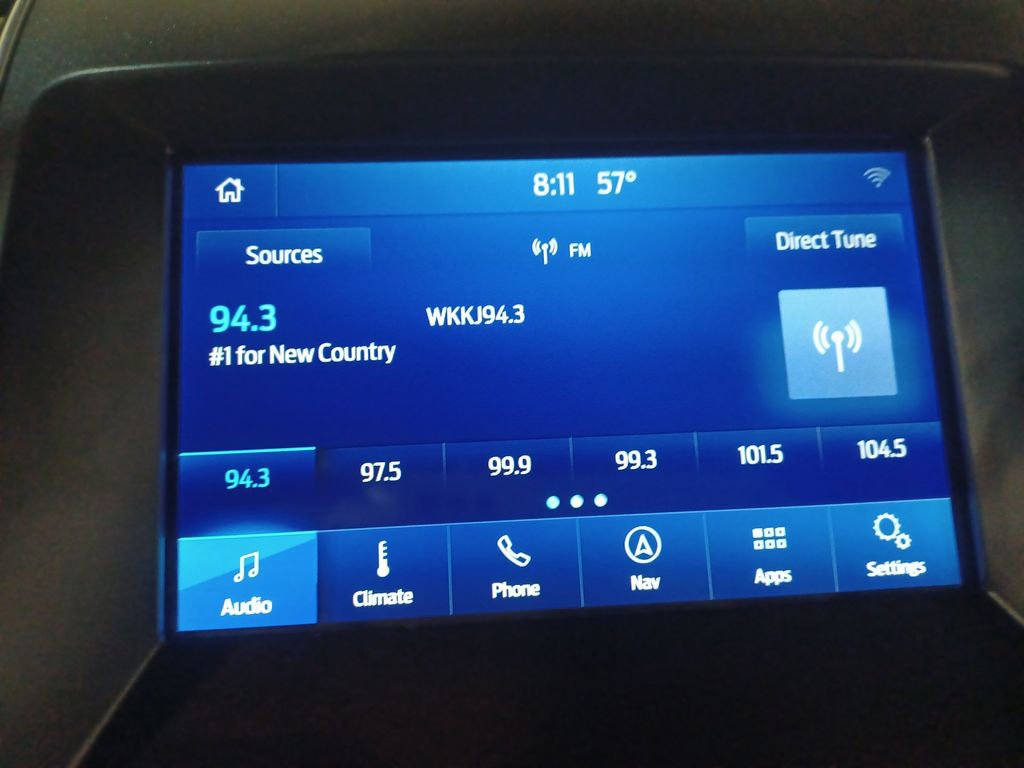 8:11 57°
Sources
FM
Direct Tune
94.3
WKKJ94.3
#1 for New Country
94.3
97.5
99.9
99.3
101.5
104.5
Audio
Climate
Phone
Nav
Apps
Settings